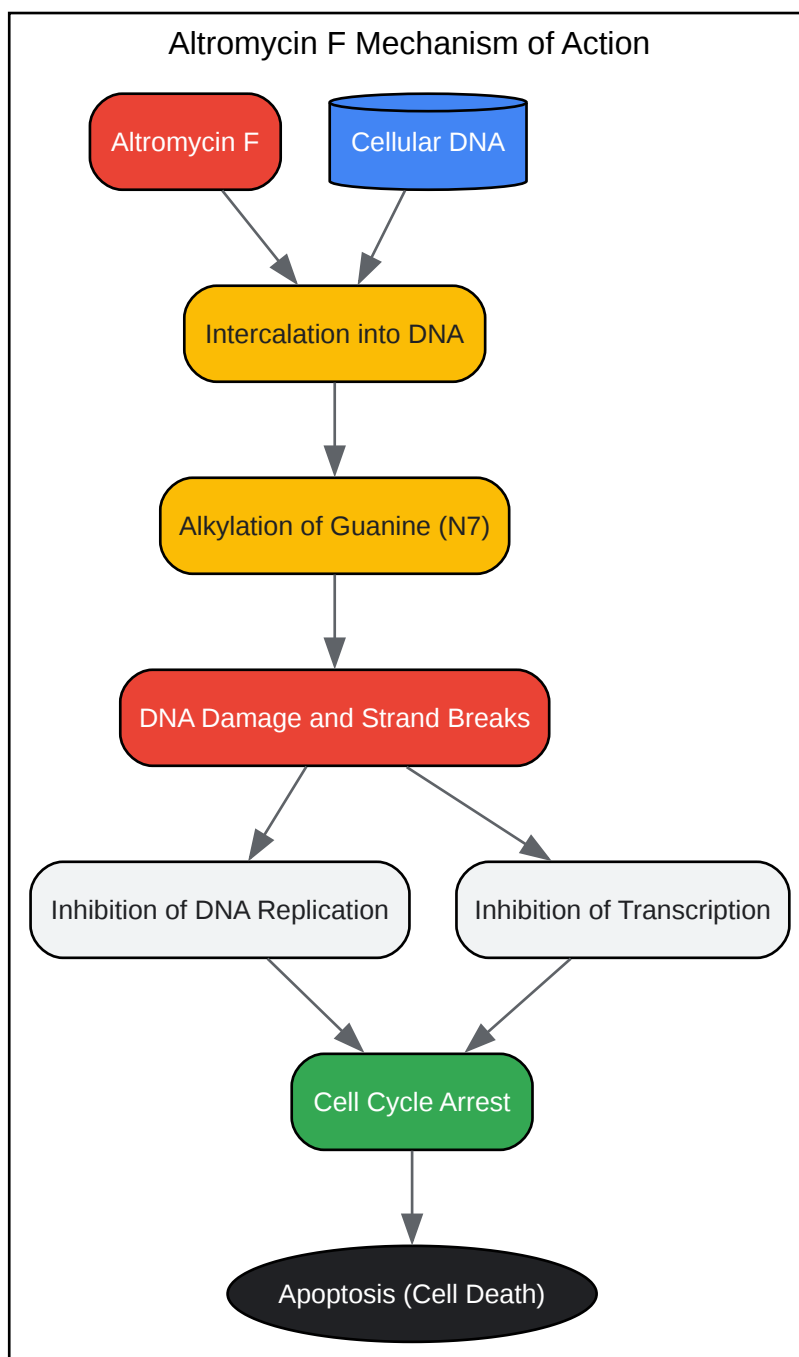 Altromycin F Mechanism of Action
Altromycin F
Cellular DNA
Intercalation into DNA
Alkylation of Guanine (N7)
DNA Damage and Strand Breaks
Inhibition of DNA Replication
Inhibition of Transcription
Cell Cycle Arrest
Apoptosis (Cell Death)